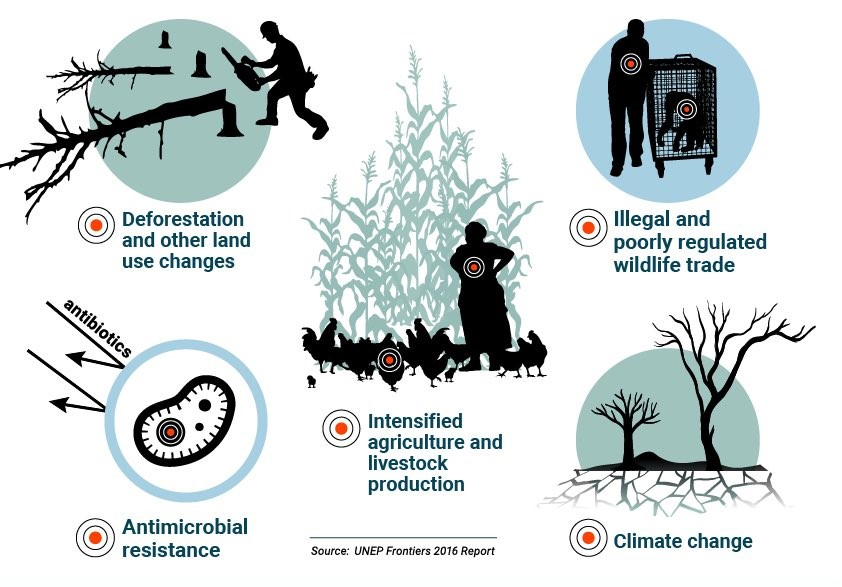 Deforestation
and other land
use changes
Illegal and
poorly regulated
wildlife trade
antibiotics
Intensified
agriculture and
livestock
production
Antimicrobial
resistance
Climate change
Source: UNEP Frontiers 2016 Report